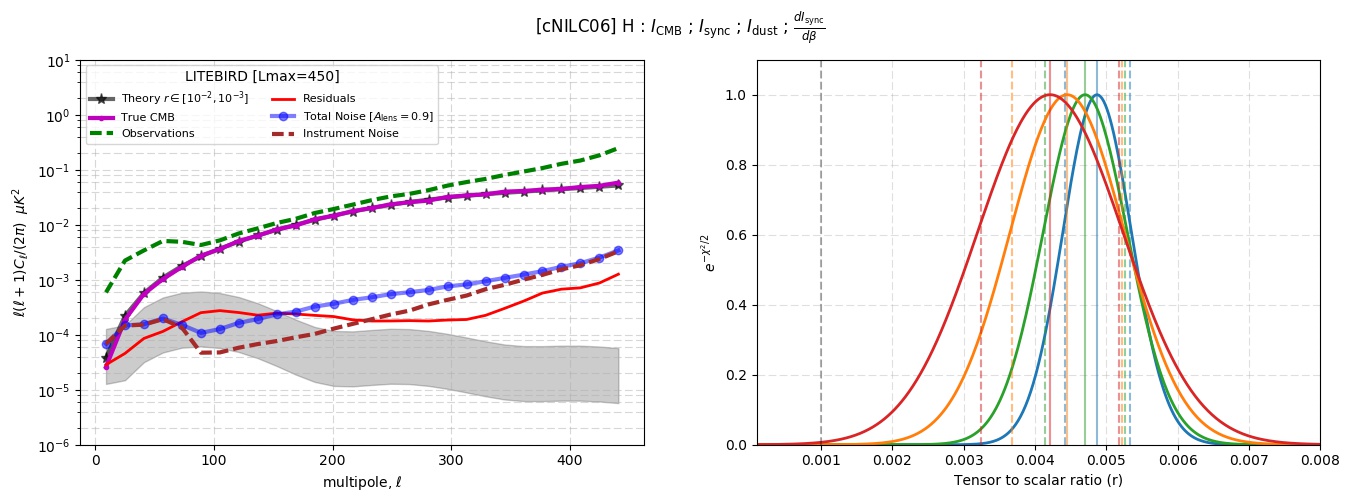 [cNILC06] H : I_CMB ; I_sync ; I_dust ; dI_sync/dβ
10^1
10^0
10^-1
10^-2
10^-3
10^-4
10^-5
10^-6
ℓ(ℓ + 1)C_ℓ/(2π) μK^2
LITEBIRD [Lmax=450]
Theory r ∈ [10^-2, 10^-3]
True CMB
Observations
Residuals
Total Noise [A_lens = 0.9]
Instrument Noise
0 100 200 300 400
multipole, ℓ
1.0
0.8
0.6
0.4
0.2
0.0
e^-χ^2/2
0.001 0.002 0.003 0.004 0.005 0.006 0.007 0.008
Tensor to scalar ratio (r)